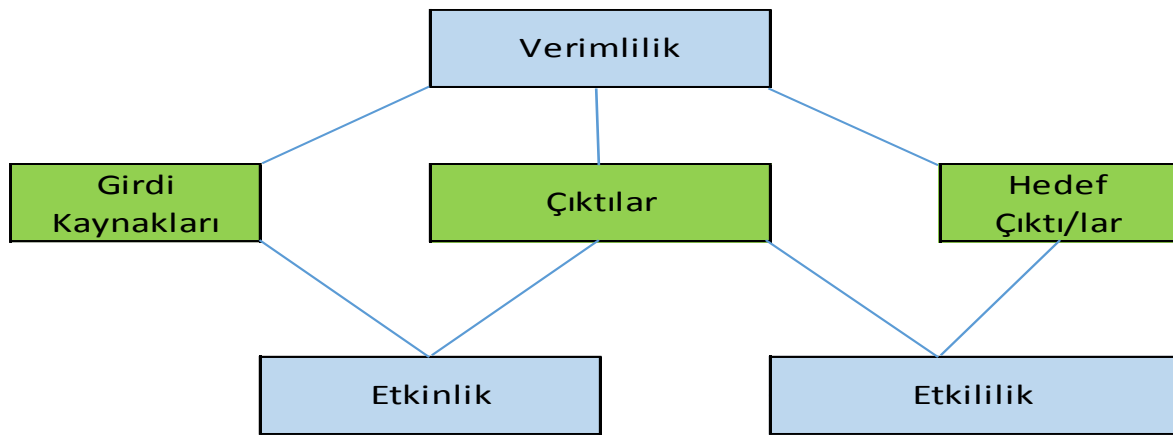 Verimlilik
Girdi
Kaynakları
Çıktılar
Hedef
Çıktı/lar
Etkinlik
Etkililik